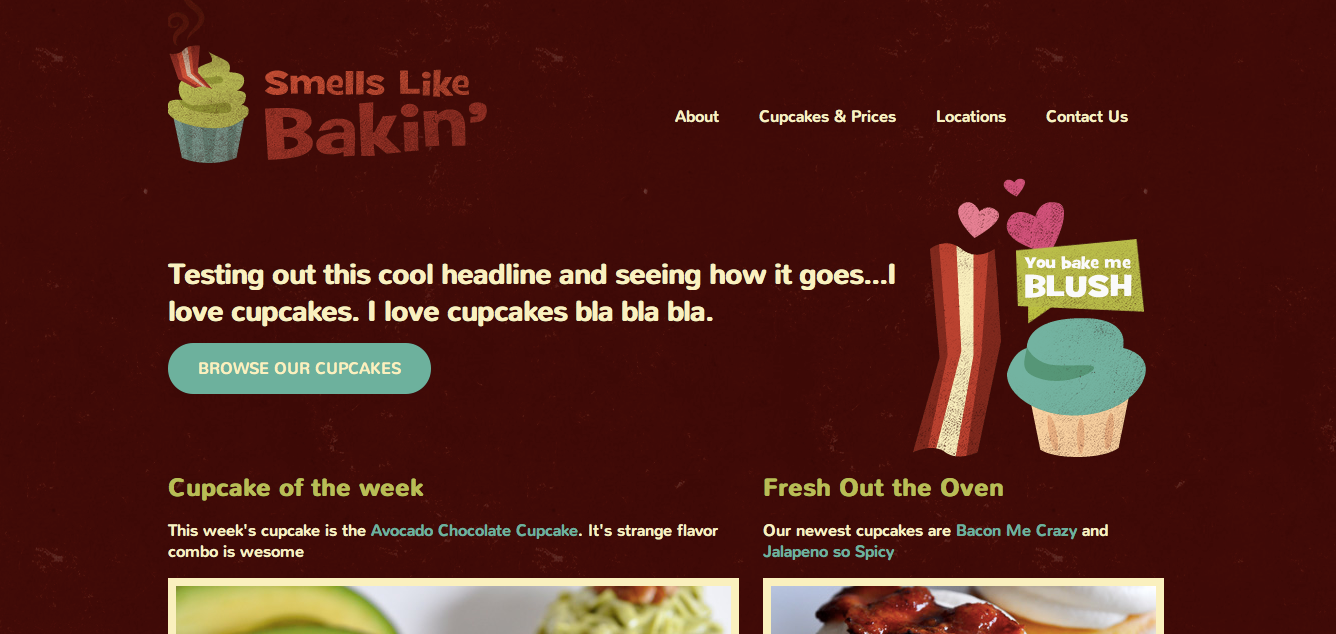 Smells Like
Bakin’
About
Cupcakes & Prices
Locations
Contact Us
Testing out this cool headline and seeing how it goes...I
love cupcakes. I love cupcakes bla bla bla.
BROWSE OUR CUPCAKES
You bake me
BLUSH
Cupcake of the week
This week's cupcake is the Avocado Chocolate Cupcake. It's strange flavor
combo is wesome
Fresh Out the Oven
Our newest cupcakes are Bacon Me Crazy and
Jalapeno so Spicy